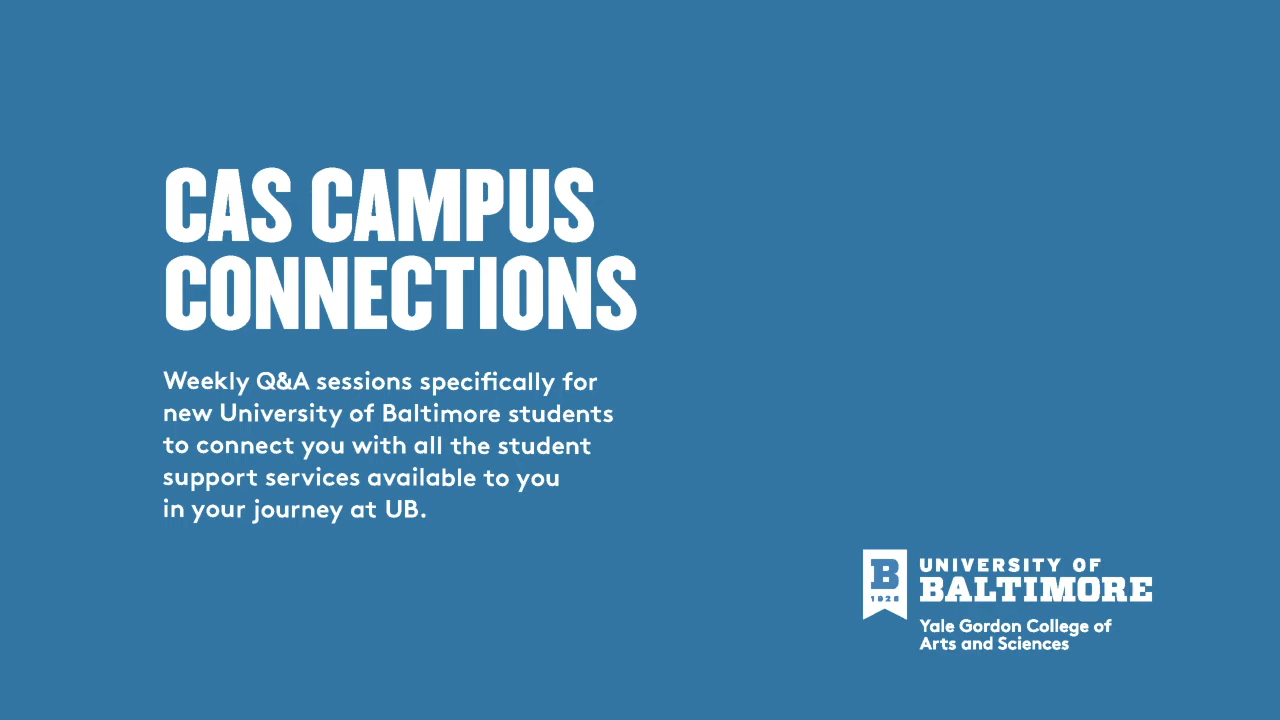 CAS CAMPUS
CONNECTIONS
Weekly Q&A sessions specifically for
new University of Baltimore students
to connect you with all the student
support services available to you
in your journey at UB.
B
1925
UNIVERSITY OF
BALTIMORE
Yale Gordon College of
Arts and Sciences